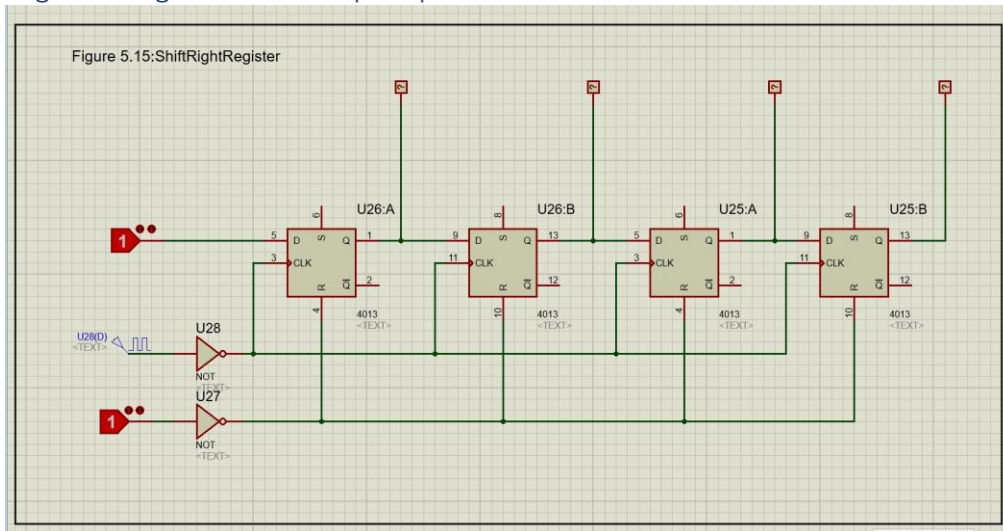 Figure 5.15:ShiftRightRegister
? ? ? ?
U26:A U26:B U25:A U25:B
6 8 6 8
1 5 D S Q 1 9 D S Q 13 5 D S Q 1 9 D S Q 13
3 CLK 11 CLK 3 CLK 11 CLK
R Q 2 R Q 12 R Q 2 R Q 12
4 10 4 10
4013 4013 4013 4013
<TEXT> <TEXT> <TEXT> <TEXT>
U28(D)
<TEXT>
U28
NOT
<TEXT>
U27
1
NOT
<TEXT>